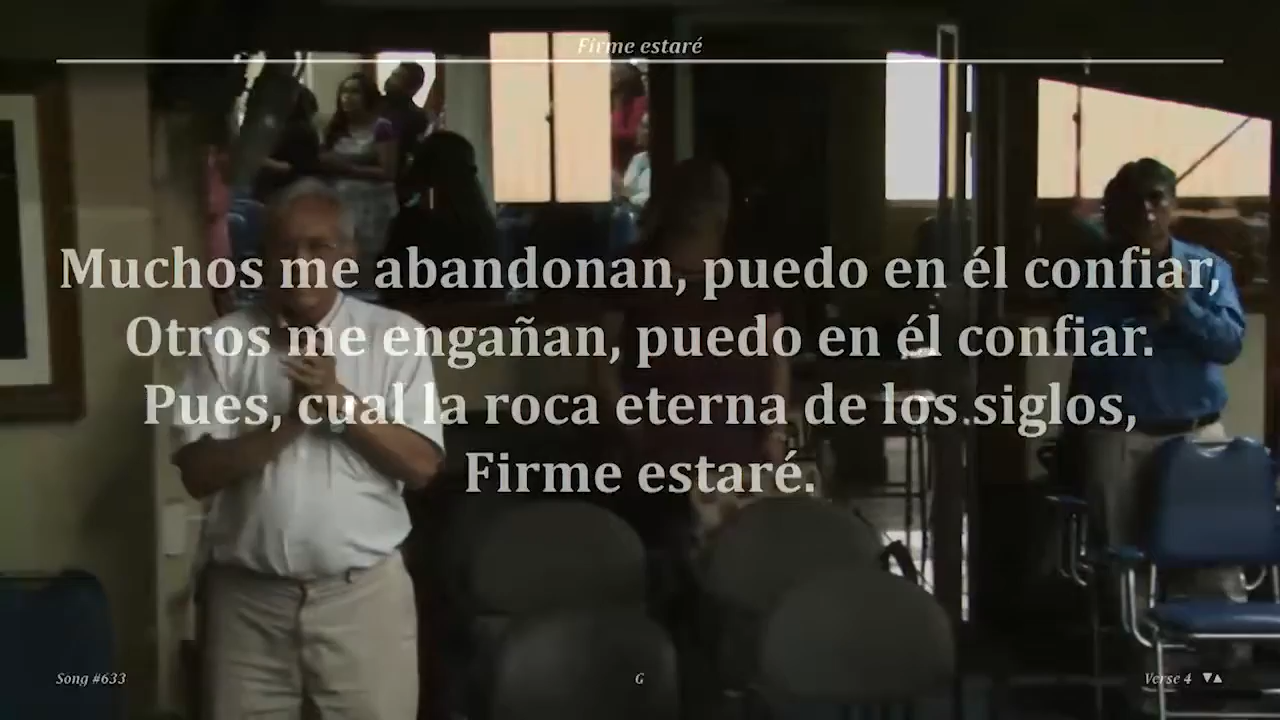 Firme estaré
Muchos me abandonan, puedo en él confiar,
Otros me engañan, puedo en él confiar.
Pues, cual la roca eterna de los siglos,
Firme estaré.
Song #633
G
Verse 4 ▼▲